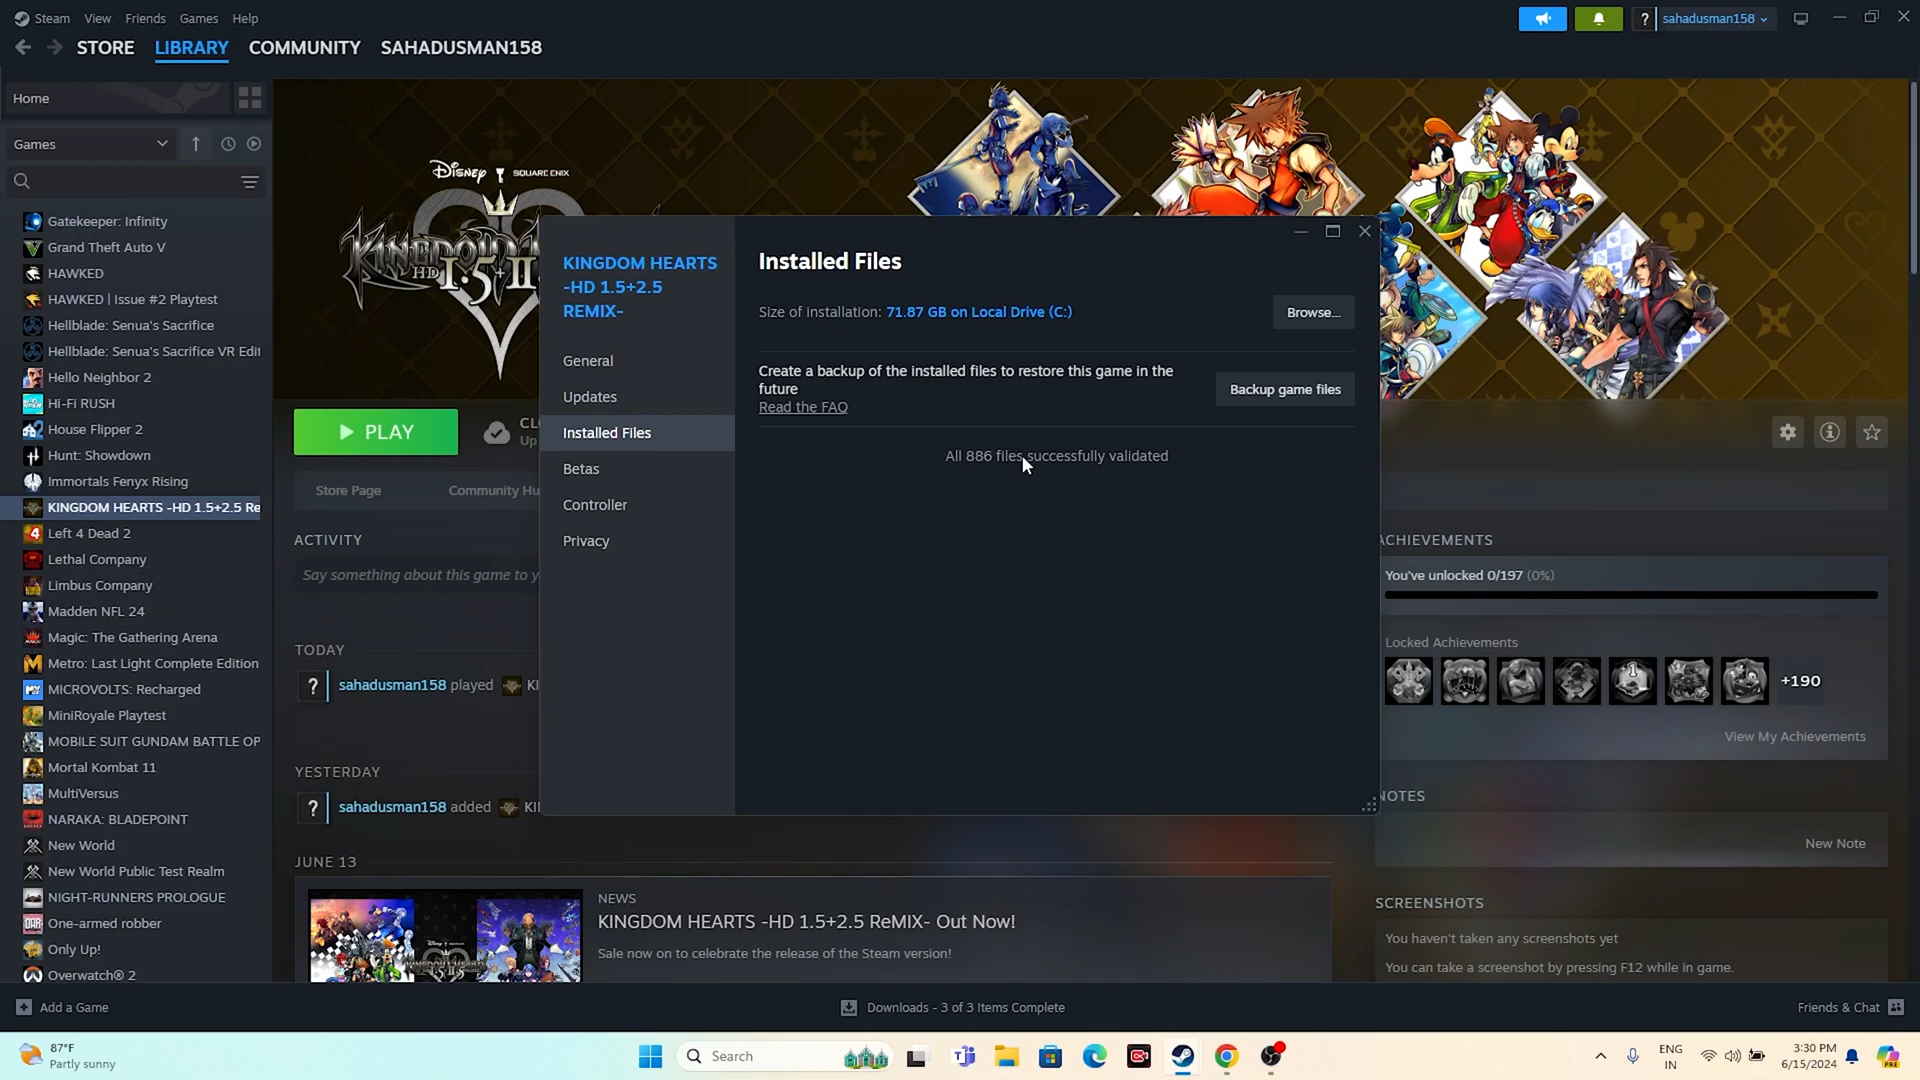 Steam View Friends Games Help
sahadusman158
STORE LIBRARY COMMUNITY SAHADUSMAN158
Home
Games
Gatekeeper: Infinity
Grand Theft Auto V
HAWKED
HAWKED | Issue #2 Playtest
Hellblade: Senua's Sacrifice
Hellblade: Senua's Sacrifice VR Edit
Hello Neighbor 2
Hi-Fi RUSH
House Flipper 2
Hunt: Showdown
Immortals Fenyx Rising
KINGDOM HEARTS -HD 1.5+2.5 Re
Left 4 Dead 2
Lethal Company
Limbus Company
Madden NFL 24
Magic: The Gathering Arena
Metro: Last Light Complete Edition
MICROVOLTS: Recharged
MiniRoyale Playtest
MOBILE SUIT GUNDAM BATTLE OP
Mortal Kombat 11
MultiVersus
NARAKA: BLADEPOINT
New World
New World Public Test Realm
NIGHT-RUNNERS PROLOGUE
One-armed robber
Only Up!
Overwatch® 2
Disney SQUARE ENIX
KINGDOM
HD 1.5+II
PLAY
CL
Up
Store Page Community Hu
ACTIVITY
Say something about this game to y
TODAY
sahadusman158 played KI
YESTERDAY
sahadusman158 added KI
JUNE 13
NEWS
KINGDOM HEARTS -HD 1.5+2.5 ReMIX- Out Now!
Sale now on to celebrate the release of the Steam version!
KINGDOM HEARTS
-HD 1.5+2.5
REMIX-
General
Updates
Installed Files
Betas
Controller
Privacy
Installed Files
Size of installation: 71.87 GB on Local Drive (C:)
Browse...
Create a backup of the installed files to restore this game in the
future
Read the FAQ
Backup game files
All 886 files successfully validated
ACHIEVEMENTS
You've unlocked 0/197 (0%)
Locked Achievements
+190
View My Achievements
NOTES
New Note
SCREENSHOTS
You haven't taken any screenshots yet
You can take a screenshot by pressing F12 while in game.
Add a Game
Downloads - 3 of 3 Items Complete
Friends & Chat
87°F
Partly sunny
Search
ENG
IN
3:30 PM
6/15/2024